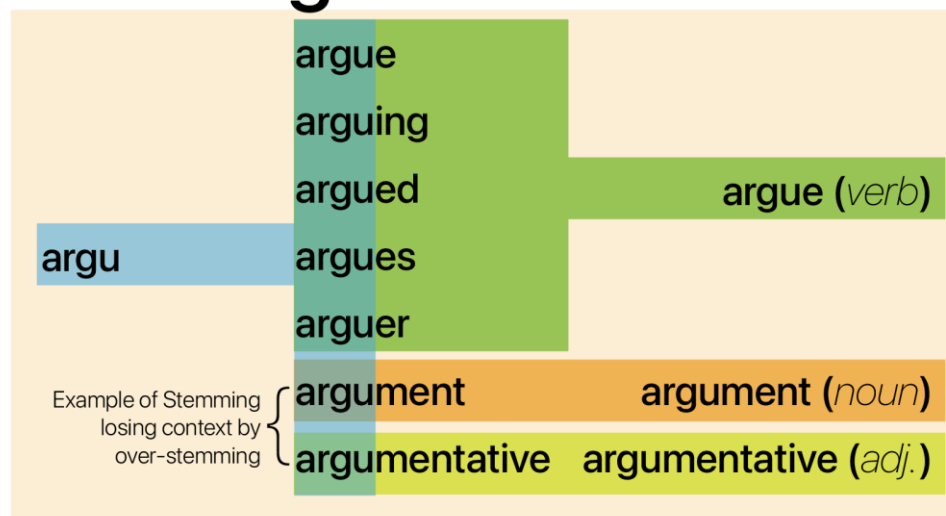 argue
arguing
argued
argue (verb)
argu
argues
arguer
Example of Stemming
losing context by
over-stemming
argument
argument (noun)
argumentative
argumentative (adj.)